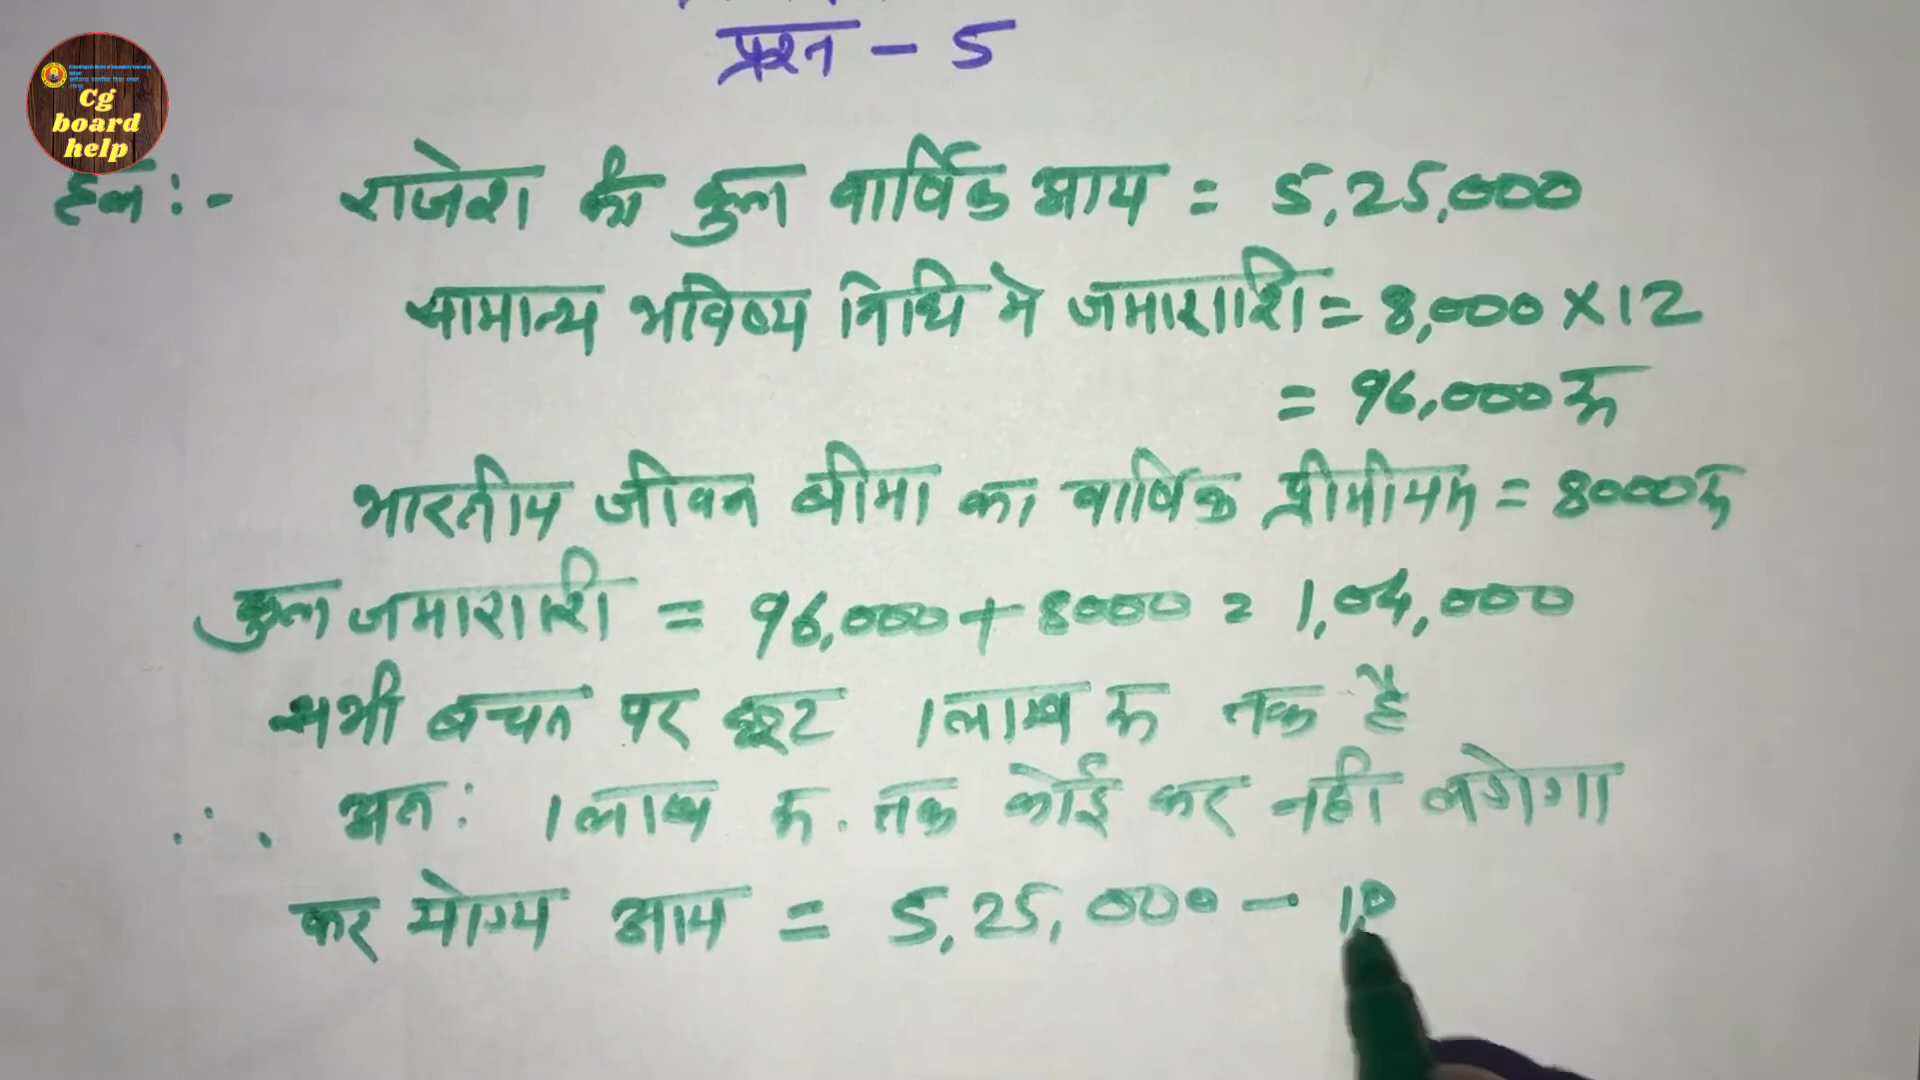 प्रश्न - 5
Cg
board
help
हल :- राजेश की कुल वार्षिक आय = 5,25,000
सामान्य भविष्य निधि मे जमाराशि = 8,000 × 12
= 96,000 रू
भारतीय जीवन बीमा का वार्षिक प्रीमीयम = 8000 रू
कुल जमाराशि = 96,000 + 8000 = 1,04,000
सभी बचत पर छूट 1 लाख रू तक है
∴ अतः 1 लाख रू. तक कोई कर नही लगेगा
कर योग्य आय = 5,25,000 - 1,0